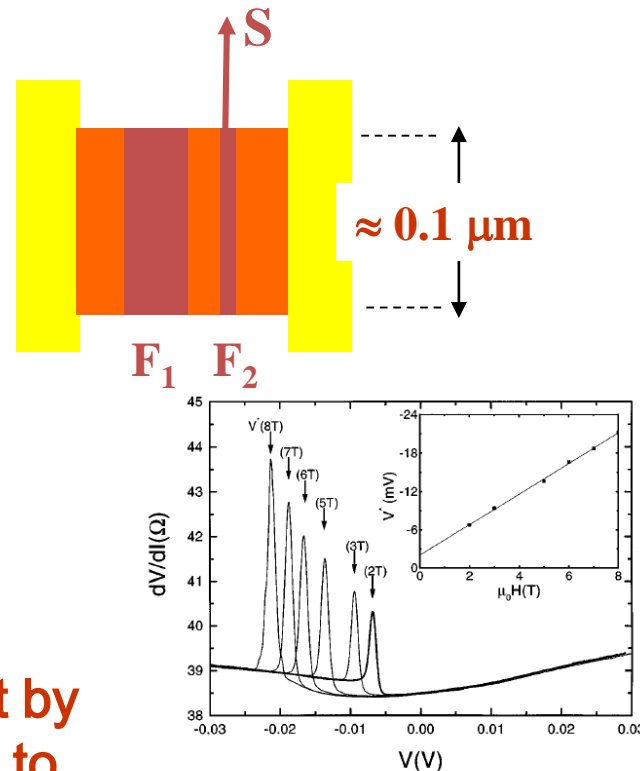 S
≈ 0.1 μm
F₁ F₂
45
44
43
42
41
40
39
38
dV/dI(Ω)
V*(8T)
(7T)
(6T)
(5T)
(3T)
(2T)
-24
-18
-12
-6
0
V* (mV)
0 2 4 6 8
μ₀H(T)
-0.03 -0.02 -0.01 0.00 0.01 0.02 0.03
V(V)
t by
to